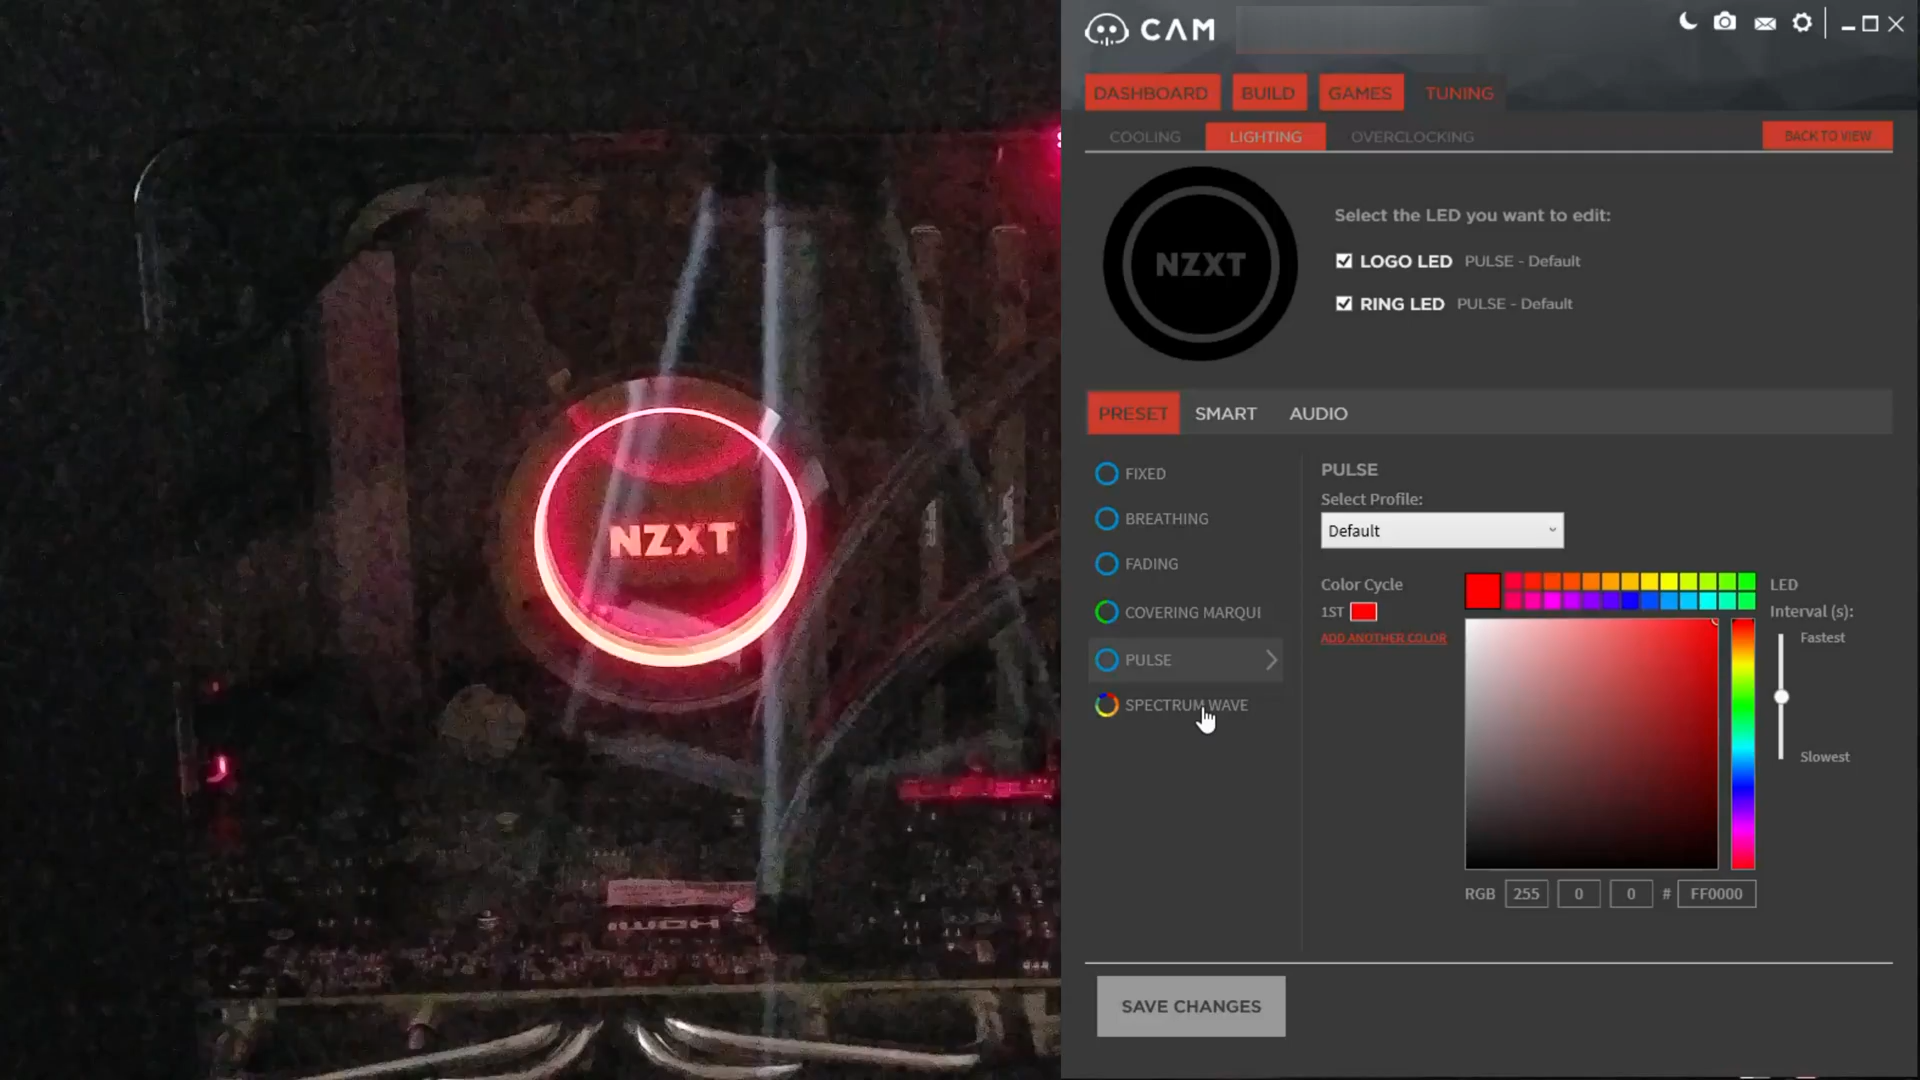 CAM
DASHBOARD BUILD GAMES TUNING
COOLING LIGHTING OVERCLOCKING BACK TO VIEW
NZXT
Select the LED you want to edit:
LOGO LED PULSE - Default
RING LED PULSE - Default
PRESET SMART AUDIO
FIXED
BREATHING
FADING
COVERING MARQUI
PULSE
SPECTRUM WAVE
PULSE
Select Profile:
Default
Color Cycle
1ST
ADD ANOTHER COLOR
LED
Interval (s):
Fastest
Slowest
RGB 255 0 0 # FF0000
SAVE CHANGES
NZXT